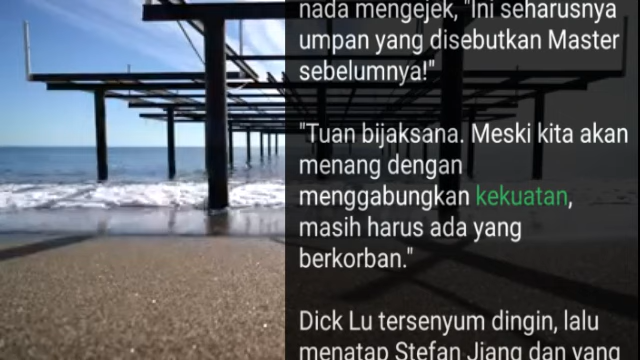 nada mengejek, "Ini seharusnya
umpan yang disebutkan Master
sebelumnya!"
"Tuan bijaksana. Meski kita akan
menang dengan
menggabungkan kekuatan,
masih harus ada yang
berkorban."
Dick Lu tersenyum dingin, lalu
menatap Stefan Jiang dan yang